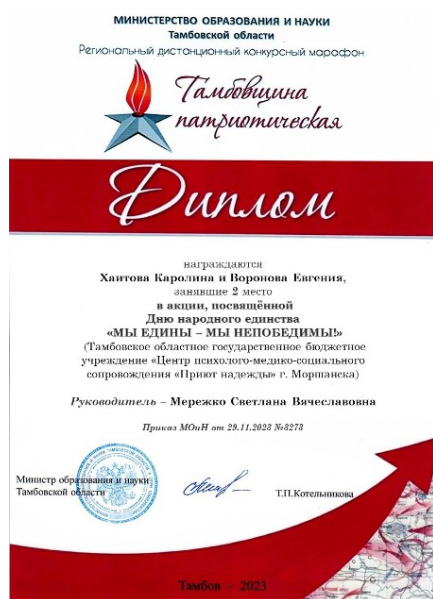 МИНИСТЕРСТВО ОБРАЗОВАНИЯ И НАУКИ
Тамбовской области
Региональный дистанционный конкурсный марафон
Тамбовщина
патриотическая
Диплом
награждаются
Хаитова Каролина и Воронова Евгения,
занявшие 2 место
в акции, посвящённой
Дню народного единства
«МЫ ЕДИНЫ – МЫ НЕПОБЕДИМЫ!»
(Тамбовское областное государственное бюджетное
учреждение «Центр психолого-медико-социального
сопровождения «Приют надежды» г. Моршанска)
Руководитель – Мережко Светлана Вячеславовна
Приказ МОиН от 29.11.2023 №3273
Министр образования и науки
Тамбовской области
Т.П.Котельникова
Тамбов – 2023